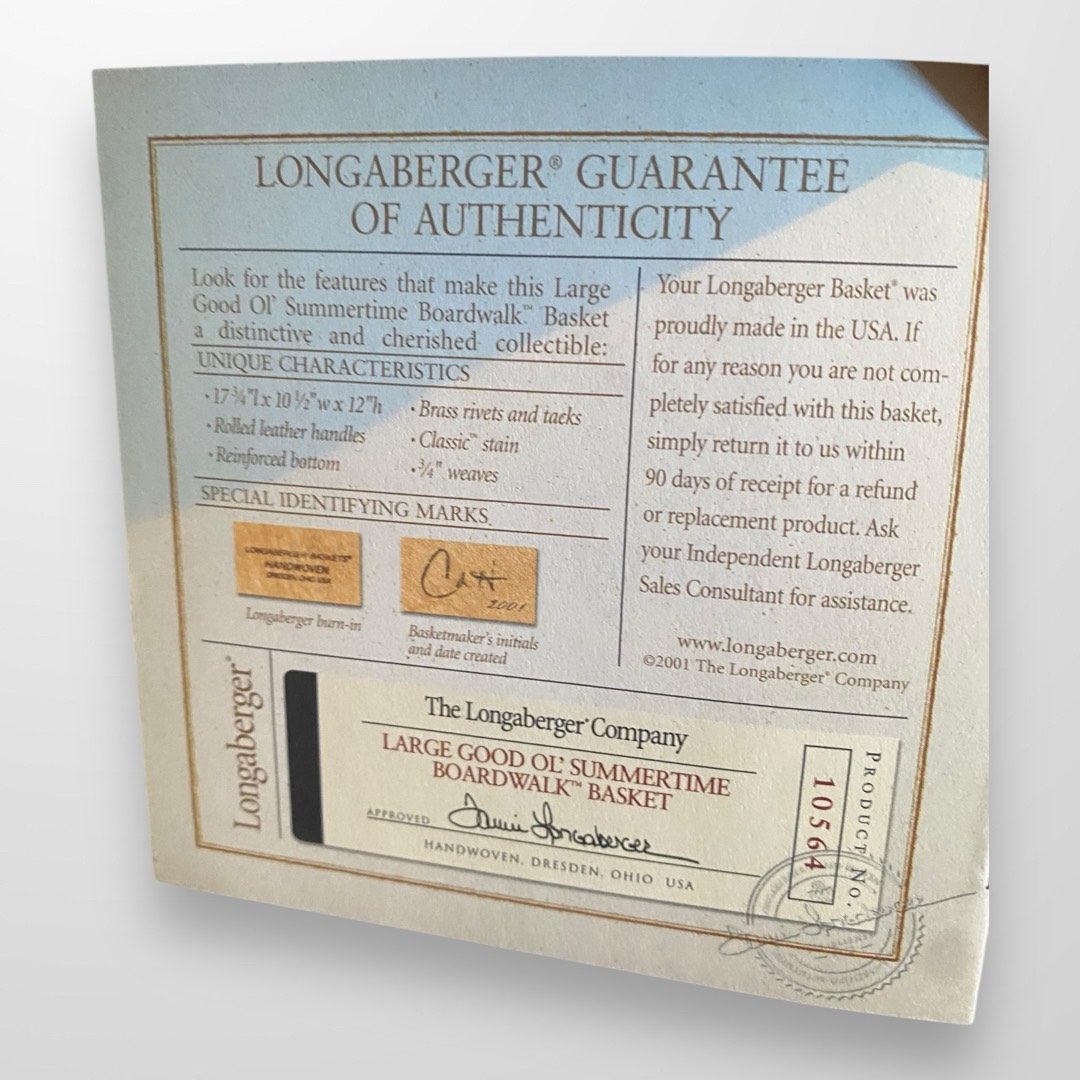 LONGABERGER® GUARANTEE
OF AUTHENTICITY
Look for the features that make this Large
Good Ol' Summertime Boardwalk™ Basket
a distinctive and cherished collectible:
UNIQUE CHARACTERISTICS
• 17 ¾"l x 10 ½"w x 12"h
• Rolled leather handles
• Reinforced bottom
• Brass rivets and tacks
• Classic™ stain
• ¾" weaves
SPECIAL IDENTIFYING MARKS
LONGABERGER BASKETS®
HANDWOVEN
DRESDEN, OHIO USA
Longaberger burn-in
2001
Basketmaker's initials
and date created
Your Longaberger Basket® was
proudly made in the USA. If
for any reason you are not com-
pletely satisfied with this basket,
simply return it to us within
90 days of receipt for a refund
or replacement product. Ask
your Independent Longaberger
Sales Consultant for assistance.
www.longaberger.com
©2001 The Longaberger® Company
Longaberger®
The Longaberger® Company
LARGE GOOD OL' SUMMERTIME
BOARDWALK™ BASKET
APPROVED
HANDWOVEN, DRESDEN, OHIO USA
PRODUCT NO.
10564